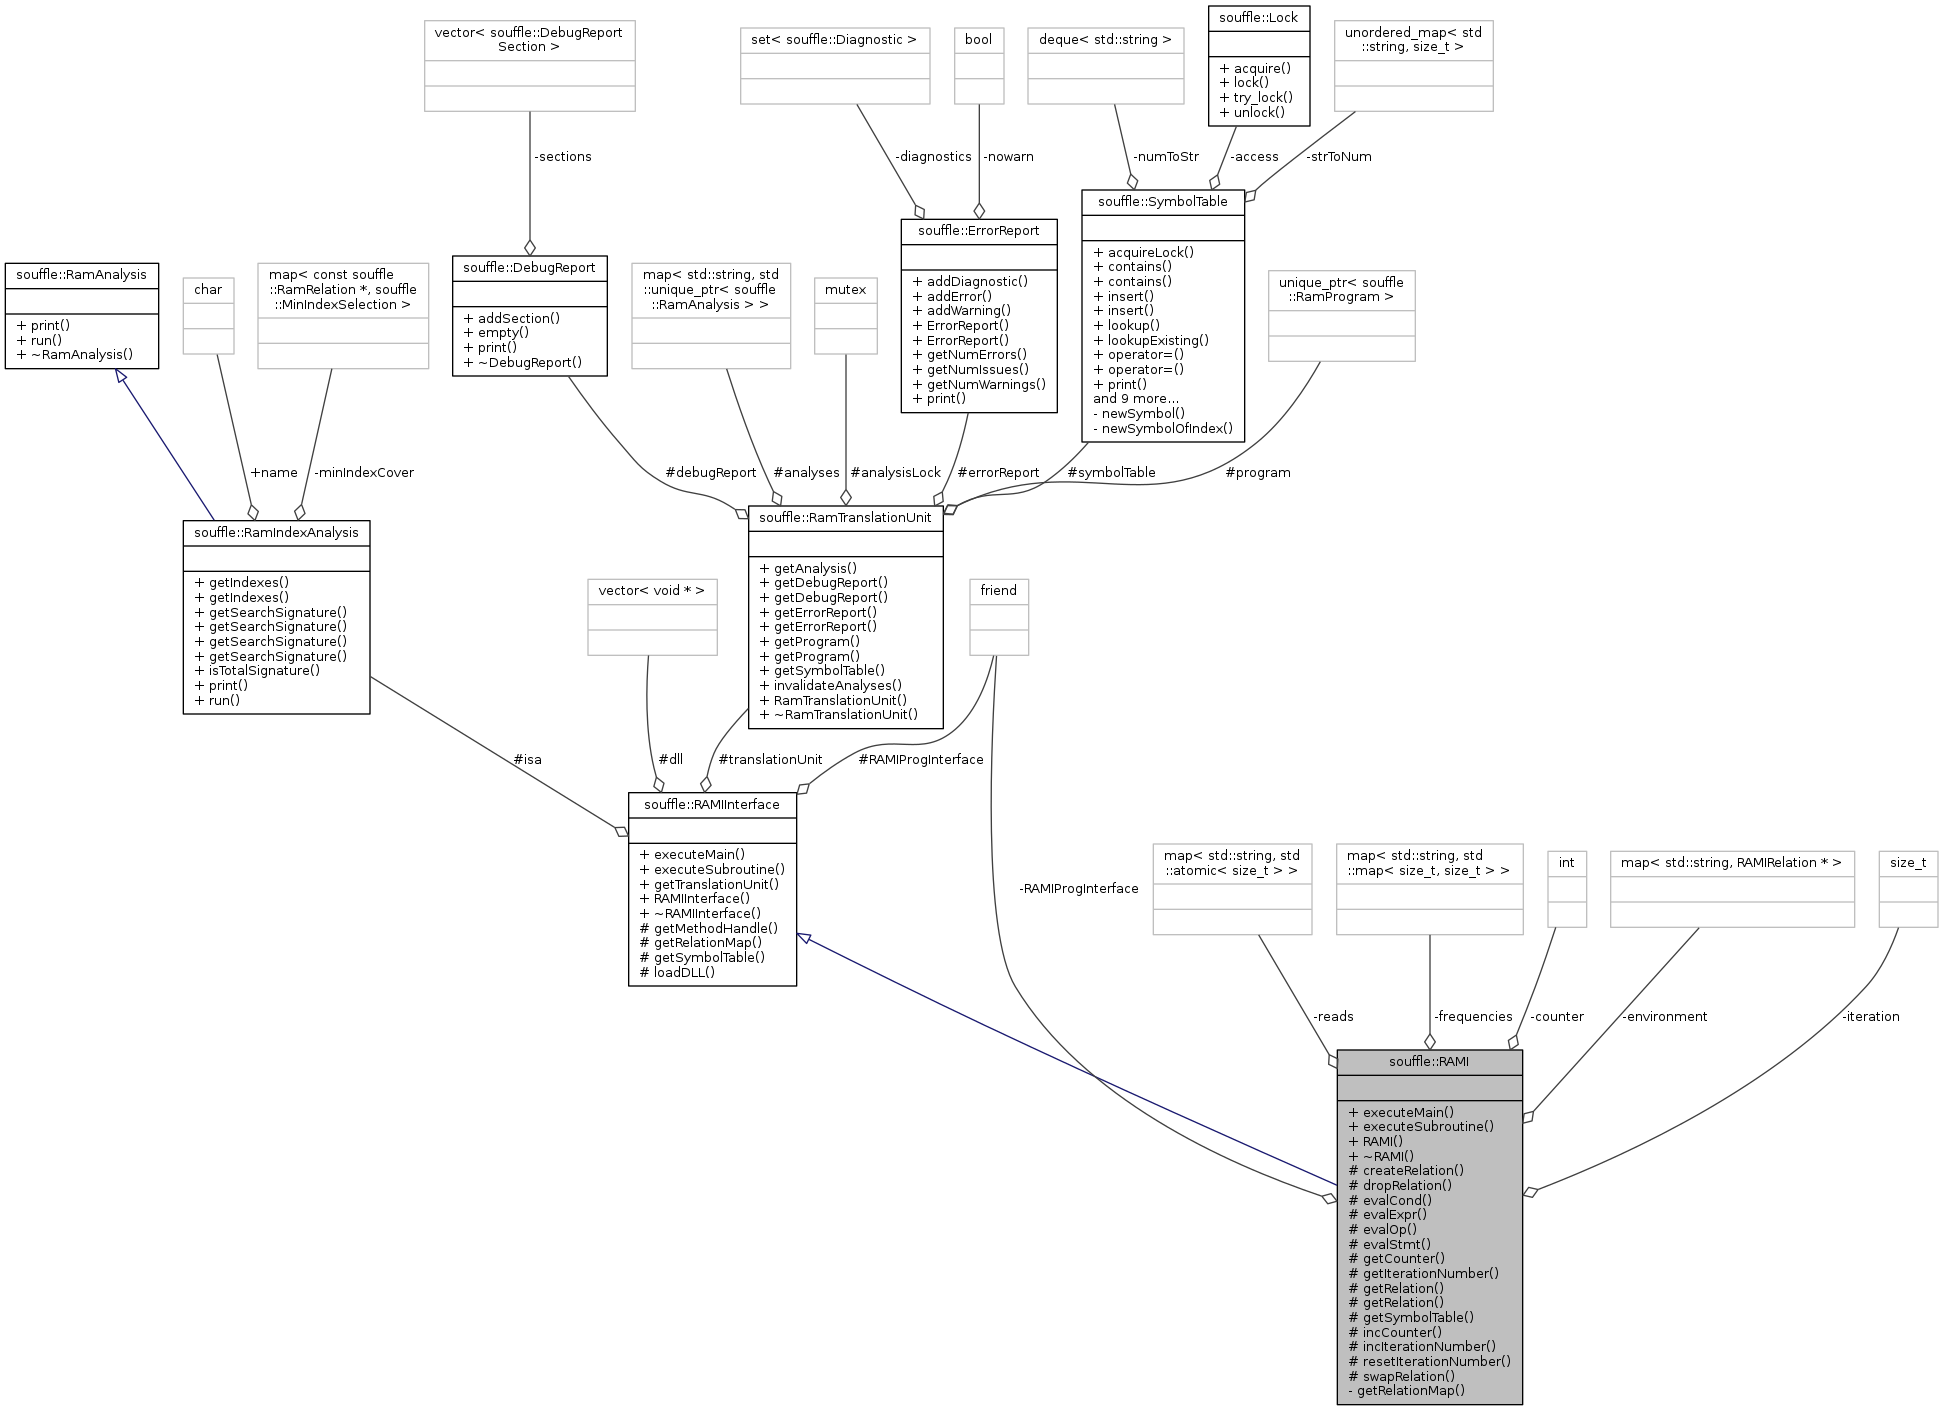 souffle::Lock
+ acquire()
+ lock()
+ try_lock()
+ unlock()
vector< souffle::DebugReport
Section >
set< souffle::Diagnostic >
bool
deque< std::string >
unordered_map< std
::string, size_t >
-sections
-diagnostics
-nowarn
-numToStr
-access
-strToNum
souffle::SymbolTable
+ acquireLock()
+ contains()
+ contains()
+ insert()
+ insert()
+ lookup()
+ lookupExisting()
+ operator=()
+ operator=()
+ print()
and 9 more...
- newSymbol()
- newSymbolOfIndex()
souffle::ErrorReport
+ addDiagnostic()
+ addError()
+ addWarning()
+ ErrorReport()
+ ErrorReport()
+ getNumErrors()
+ getNumIssues()
+ getNumWarnings()
+ print()
souffle::RamAnalysis
+ print()
+ run()
+ ~RamAnalysis()
char
map< const souffle
::RamRelation *, souffle
::MinIndexSelection >
souffle::DebugReport
+ addSection()
+ empty()
+ print()
+ ~DebugReport()
map< std::string, std
::unique_ptr< souffle
::RamAnalysis > >
mutex
unique_ptr< souffle
::RamProgram >
+name
-minIndexCover
#debugReport
#analyses
#analysisLock
#errorReport
#symbolTable
#program
souffle::RamIndexAnalysis
+ getIndexes()
+ getIndexes()
+ getSearchSignature()
+ getSearchSignature()
+ getSearchSignature()
+ getSearchSignature()
+ isTotalSignature()
+ print()
+ run()
vector< void * >
souffle::RamTranslationUnit
+ getAnalysis()
+ getDebugReport()
+ getDebugReport()
+ getErrorReport()
+ getErrorReport()
+ getProgram()
+ getProgram()
+ getSymbolTable()
+ invalidateAnalyses()
+ RamTranslationUnit()
+ ~RamTranslationUnit()
friend
#isa
#dll
#translationUnit
#RAMIProgInterface
souffle::RAMIInterface
+ executeMain()
+ executeSubroutine()
+ getTranslationUnit()
+ RAMIInterface()
+ ~RAMIInterface()
# getMethodHandle()
# getRelationMap()
# getSymbolTable()
# loadDLL()
-RAMIProgInterface
map< std::string, std
::atomic< size_t > >
map< std::string, std
::map< size_t, size_t > >
int
map< std::string, RAMIRelation * >
size_t
-reads
-frequencies
-counter
-environment
-iteration
souffle::RAMI
+ executeMain()
+ executeSubroutine()
+ RAMI()
+ ~RAMI()
# createRelation()
# dropRelation()
# evalCond()
# evalExpr()
# evalOp()
# evalStmt()
# getCounter()
# getIterationNumber()
# getRelation()
# getRelation()
# getSymbolTable()
# incCounter()
# incIterationNumber()
# resetIterationNumber()
# swapRelation()
- getRelationMap()